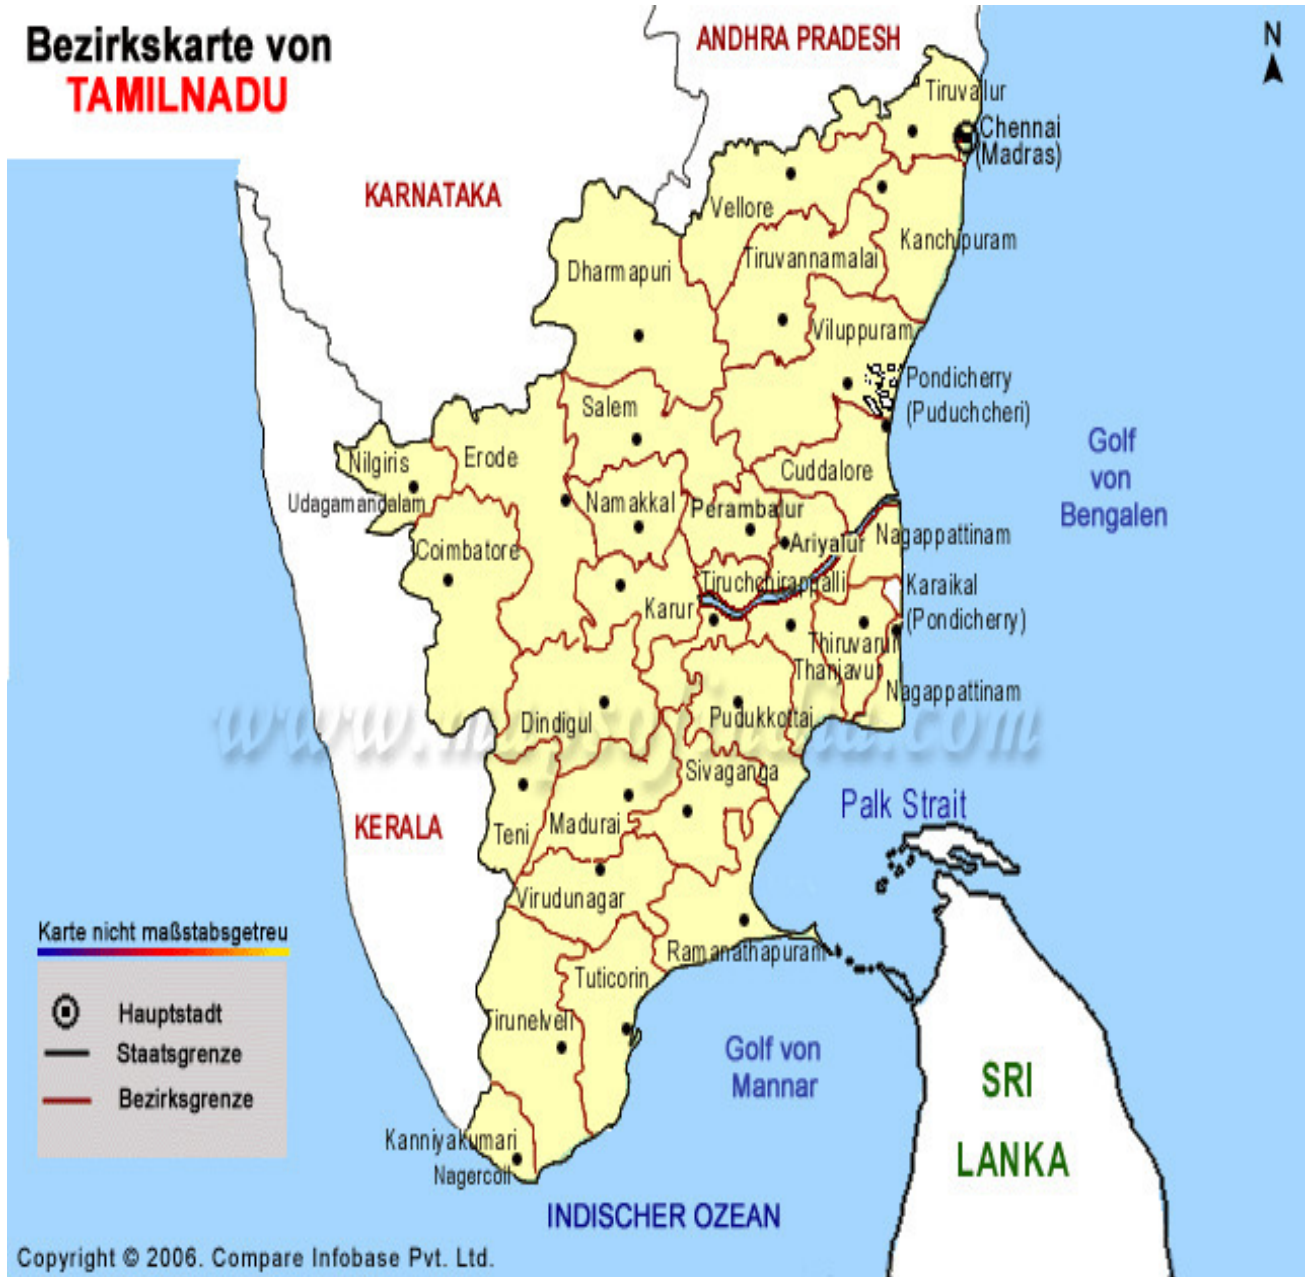 Bezirkskarte von
TAMILNADU
ANDHRA PRADESH
N
Tiruvallur
Chennai
(Madras)
KARNATAKA
Vellore
Kanchipuram
Tiruvannamalai
Dharmapuri
Viluppuram
Pondicherry
(Puduchcheri)
Salem
Golf
von
Bengalen
Nilgiris
Erode
Cuddalore
Udagamandalam
Namakkal
Perambalur
Nagappattinam
Ariyalur
Coimbatore
Tiruchchirappalli
Karaikal
(Pondicherry)
Karur
Thiruvarur
Thanjavur
Nagappattinam
Dindigul
Pudukkottai
www.mapsofindia.com
Sivaganga
Palk Strait
KERALA
Teni
Madurai
Virudunagar
Karte nicht maßstabsgetreu
Ramanathapuram
Tuticorin
Hauptstadt
Tirunelveli
Staatsgrenze
Golf von
Mannar
SRI
LANKA
Bezirksgrenze
Kanniyakumari
Nagercoil
INDISCHER OZEAN
Copyright © 2006. Compare Infobase Pvt. Ltd.